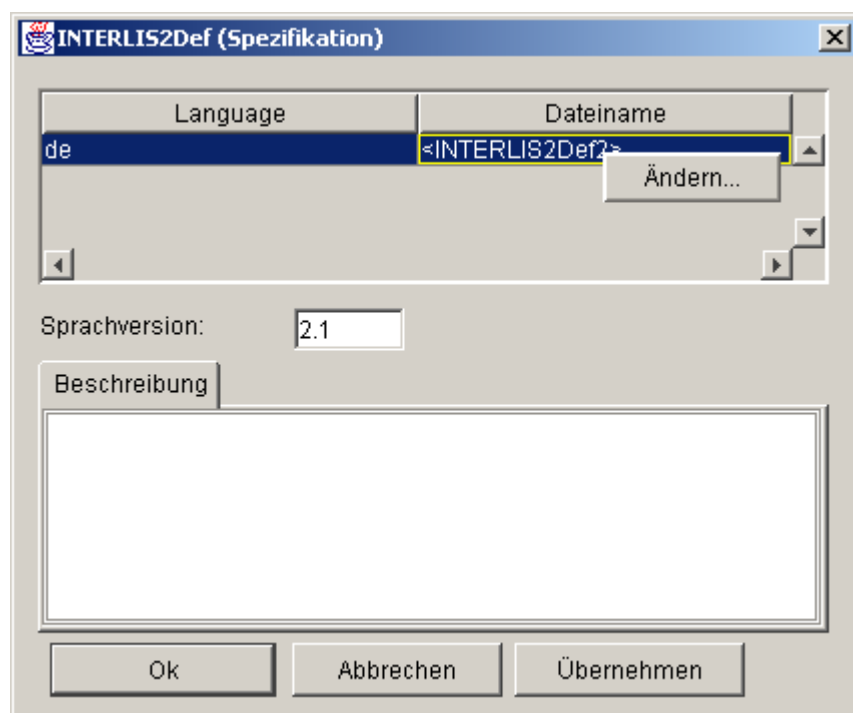 INTERLIS2Def (Spezifikation)
Language Dateiname
de <INTERLIS2Def2>
Ändern...
Sprachversion: 2.1
Beschreibung
Ok Abbrechen Übernehmen